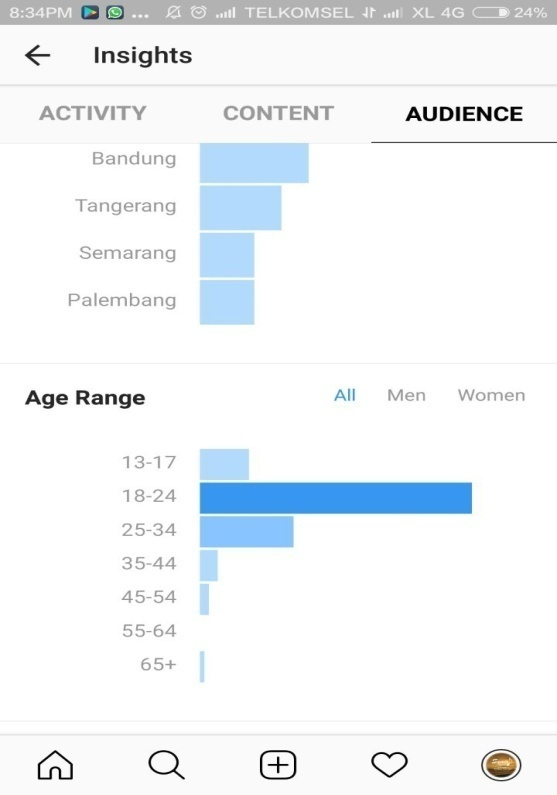 8:34PM ... TELKOMSEL XL 4G 24%
Insights
ACTIVITY CONTENT AUDIENCE
Bandung
Tangerang
Semarang
Palembang
Age Range All Men Women
13-17
18-24
25-34
35-44
45-54
55-64
65+